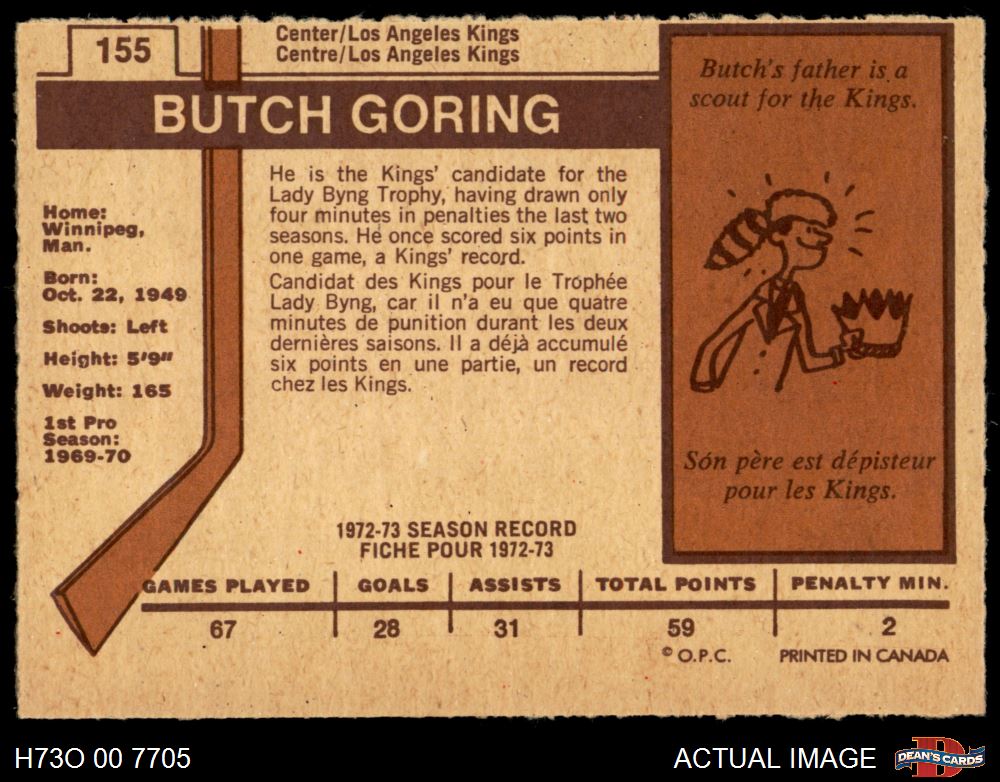 155
Center/Los Angeles Kings
Centre/Los Angeles Kings
BUTCH GORING
Home:
Winnipeg,
Man.
Born:
Oct. 22, 1949
Shoots: Left
Height: 5'9"
Weight: 165
1st Pro
Season:
1969-70
He is the Kings' candidate for the
Lady Byng Trophy, having drawn only
four minutes in penalties the last two
seasons. He once scored six points in
one game, a Kings' record.
Candidat des Kings pour le Trophée
Lady Byng, car il n'a eu que quatre
minutes de punition durant les deux
dernières saisons. Il a déjà accumulé
six points en une partie, un record
chez les Kings.
Butch's father is a
scout for the Kings.
Són père est dépisteur
pour les Kings.
1972-73 SEASON RECORD
FICHE POUR 1972-73
GAMES PLAYED GOALS ASSISTS TOTAL POINTS PENALTY MIN.
67 28 31 59 2
© O.P.C. PRINTED IN CANADA
H73O 00 7705 ACTUAL IMAGE DEAN'S CARDS